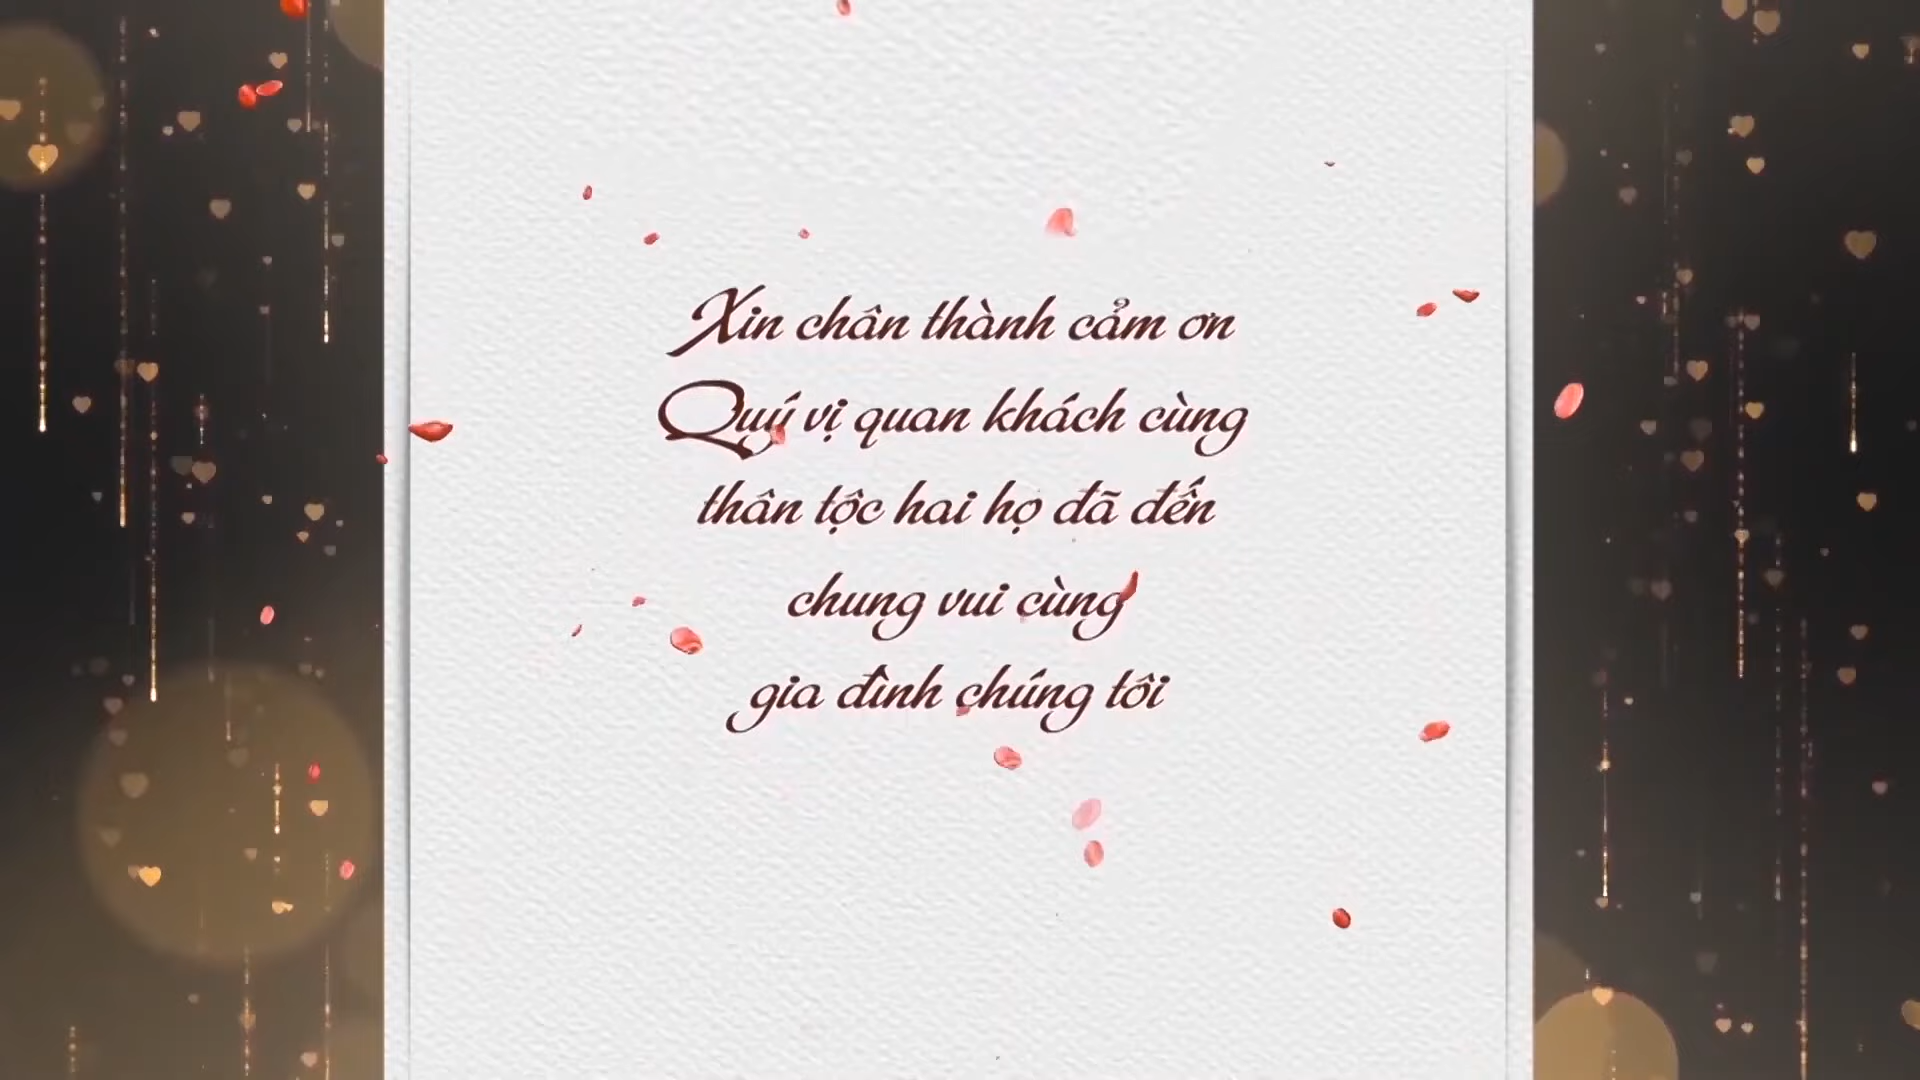 Xin chân thành cảm ơn
Quý vị quan khách cùng
thân tộc hai họ đã đến
chung vui cùng
gia đình chúng tôi